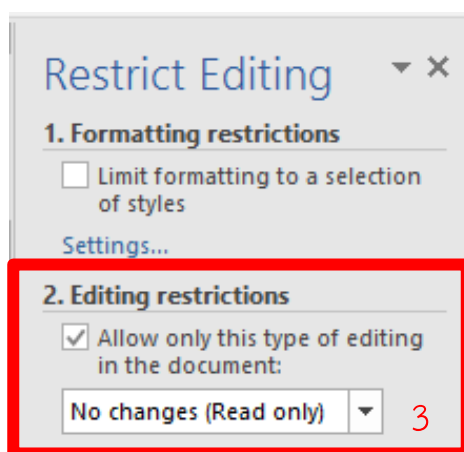 Restrict Editing
1. Formatting restrictions
Limit formatting to a selection
of styles
Settings...
2. Editing restrictions
Allow only this type of editing
in the document:
No changes (Read only)
3